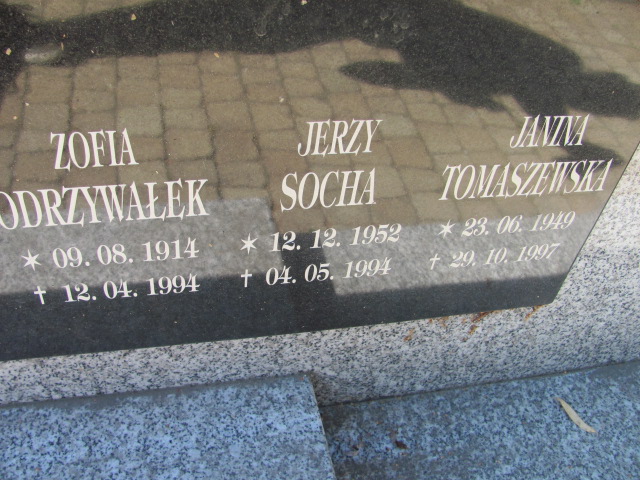 ZOFIA
ODRZYWAŁEK
✶ 09. 08. 1914
✝ 12. 04. 1994
JERZY
SOCHA
✶ 12. 12. 1952
✝ 04. 05. 1994
JANINA
TOMASZEWSKA
✶ 23. 06. 1949
✝ 29. 10. 1997